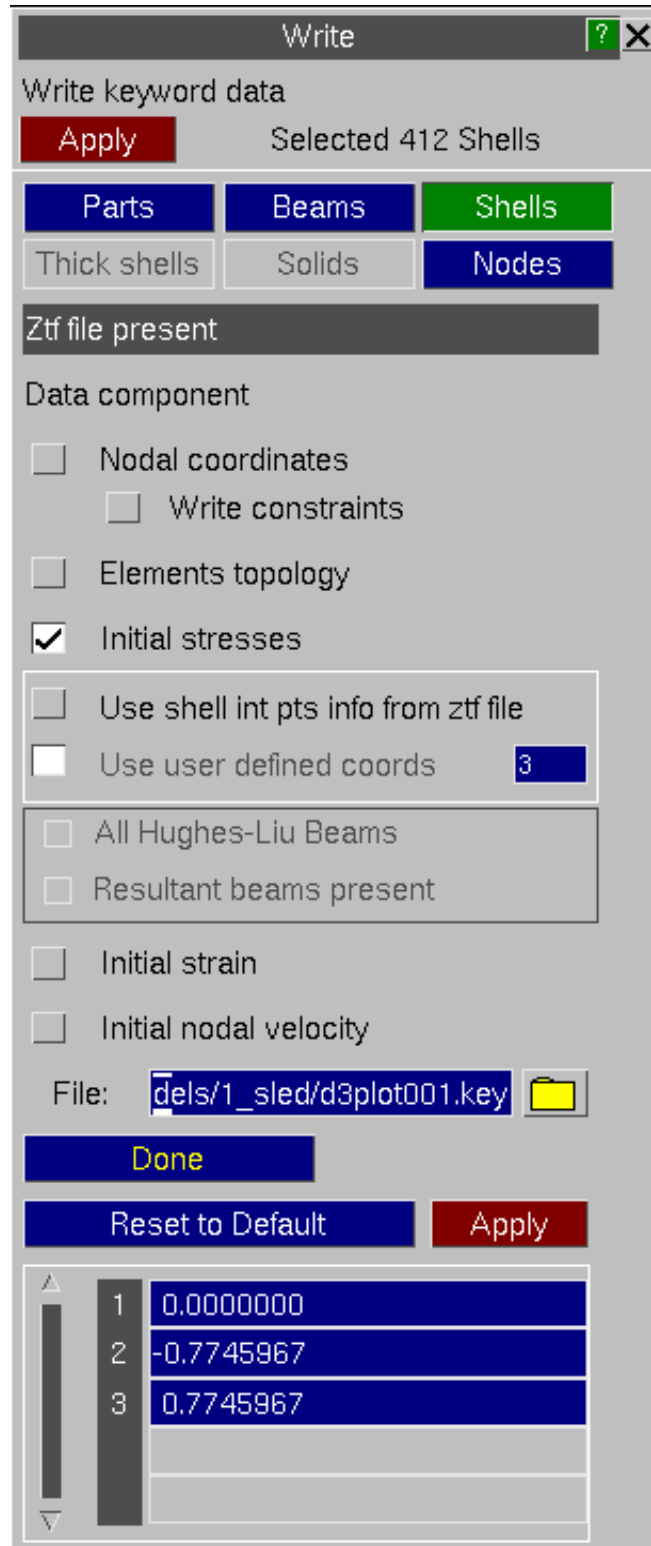 Write ?
Write keyword data
Apply Selected 412 Shells
Parts Beams Shells
Thick shells Solids Nodes
Ztf file present
Data component
Nodal coordinates
Write constraints
Elements topology
Initial stresses
Use shell int pts info from ztf file
Use user defined coords 3
All Hughes-Liu Beams
Resultant beams present
Initial strain
Initial nodal velocity
File: dels/1_sled/d3plot001.key
Done
Reset to Default Apply
1 0.0000000
2 -0.7745967
3 0.7745967